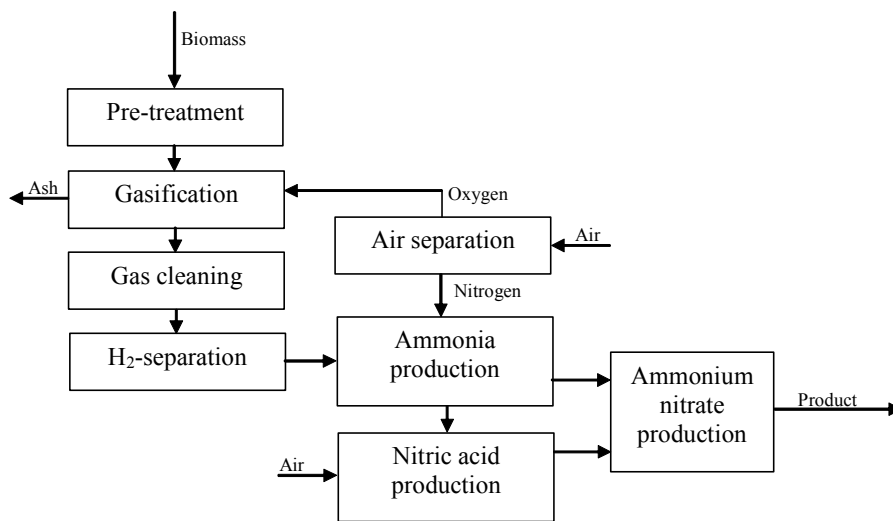 Biomass
Pre-treatment
Ash
Gasification
Oxygen
Air separation
Air
Gas cleaning
Nitrogen
H₂-separation
Ammonia
production
Ammonium
nitrate
production
Product
Air
Nitric acid
production